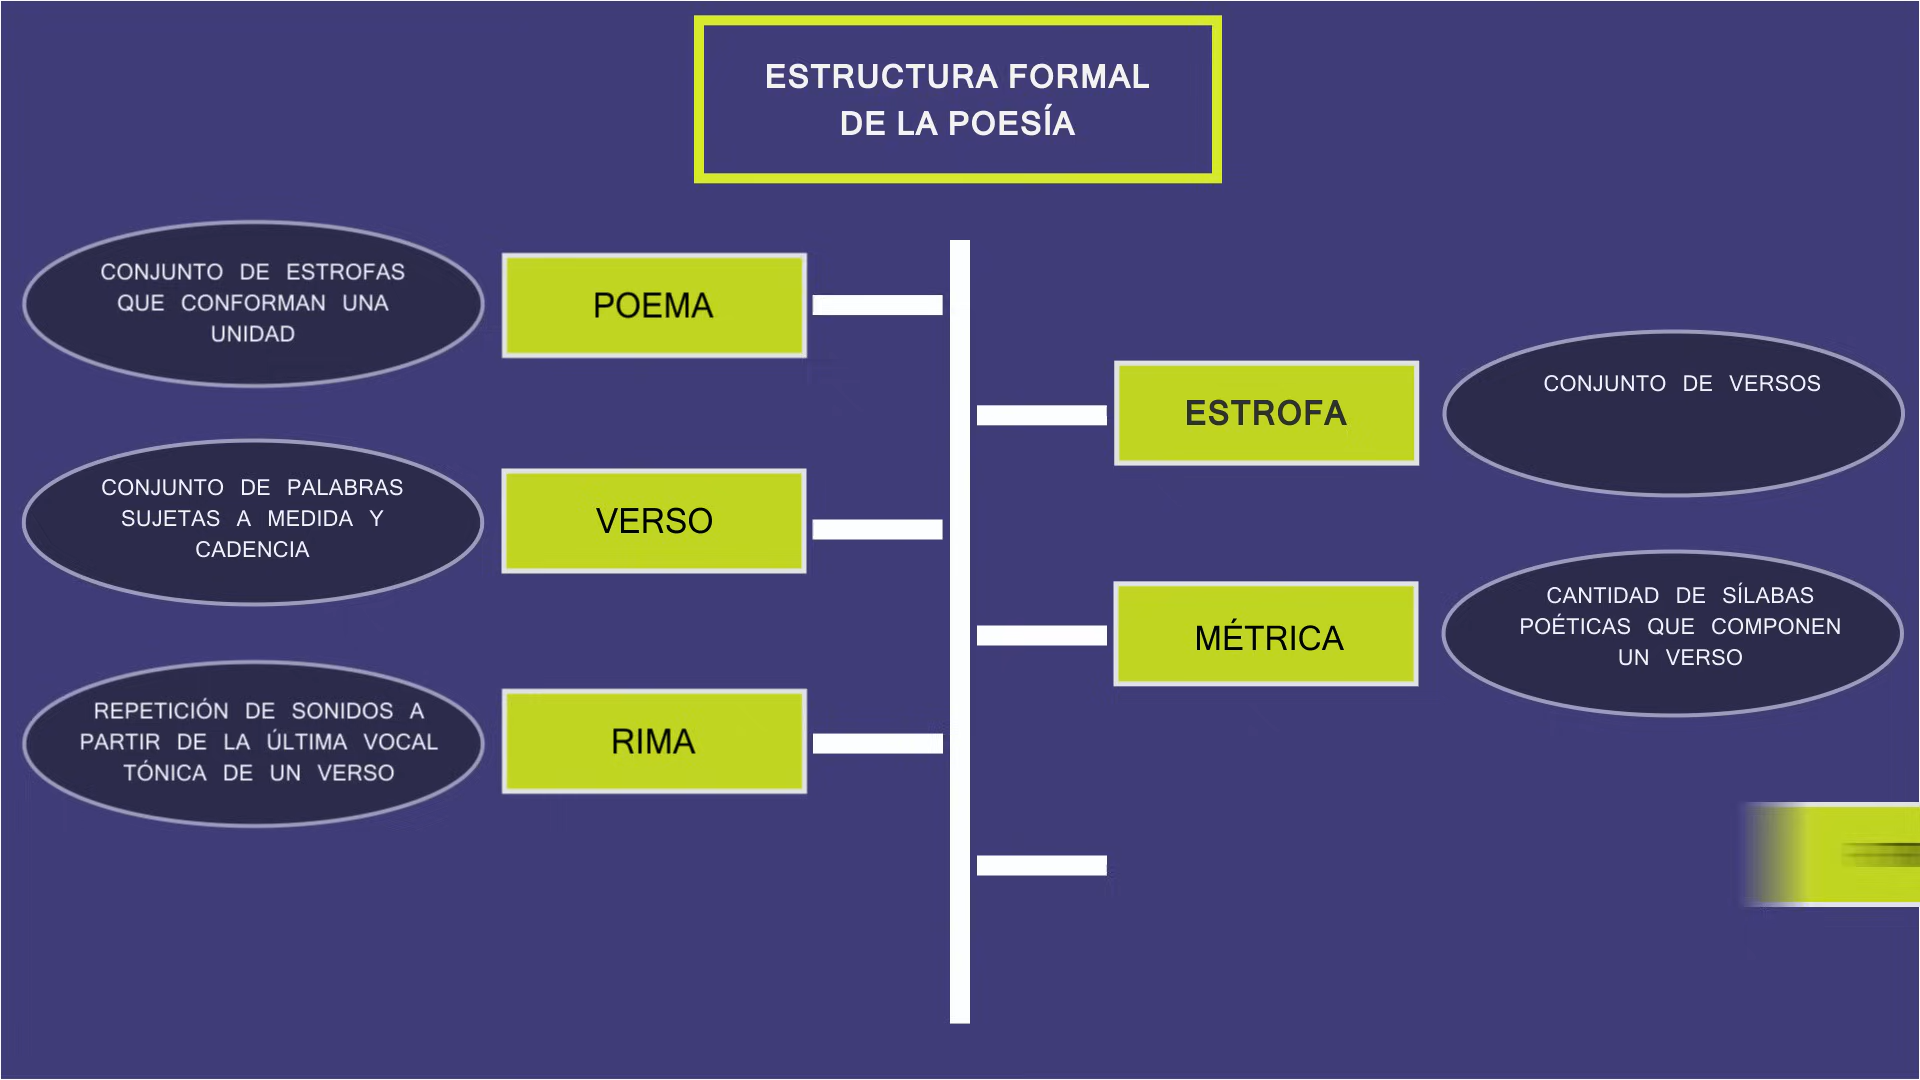 ESTRUCTURA FORMAL
DE LA POESÍA
CONJUNTO DE ESTROFAS
QUE CONFORMAN UNA
UNIDAD
POEMA
ESTROFA
CONJUNTO DE VERSOS
CONJUNTO DE PALABRAS
SUJETAS A MEDIDA Y
CADENCIA
VERSO
MÉTRICA
CANTIDAD DE SÍLABAS
POÉTICAS QUE COMPONEN
UN VERSO
REPETICIÓN DE SONIDOS A
PARTIR DE LA ÚLTIMA VOCAL
TÓNICA DE UN VERSO
RIMA